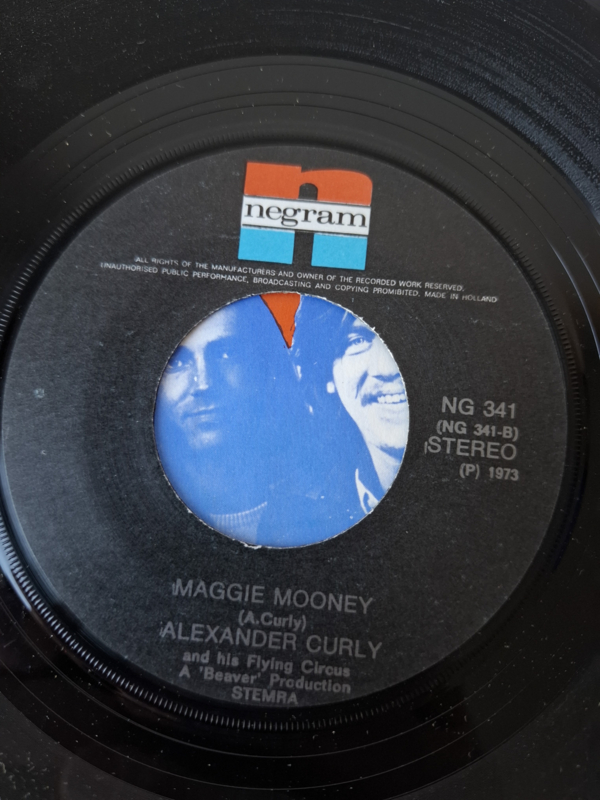 negram
ALL RIGHTS OF THE MANUFACTURERS AND OWNER OF THE RECORDED WORK RESERVED.
UNAUTHORISED PUBLIC PERFORMANCE, BROADCASTING AND COPYING PROHIBITED. MADE IN HOLLAND
NG 341
(NG 341-B)
STEREO
(P) 1973
MAGGIE MOONEY
(A.Curly)
ALEXANDER CURLY
and his Flying Circus
A 'Beaver' Production
STEMRA